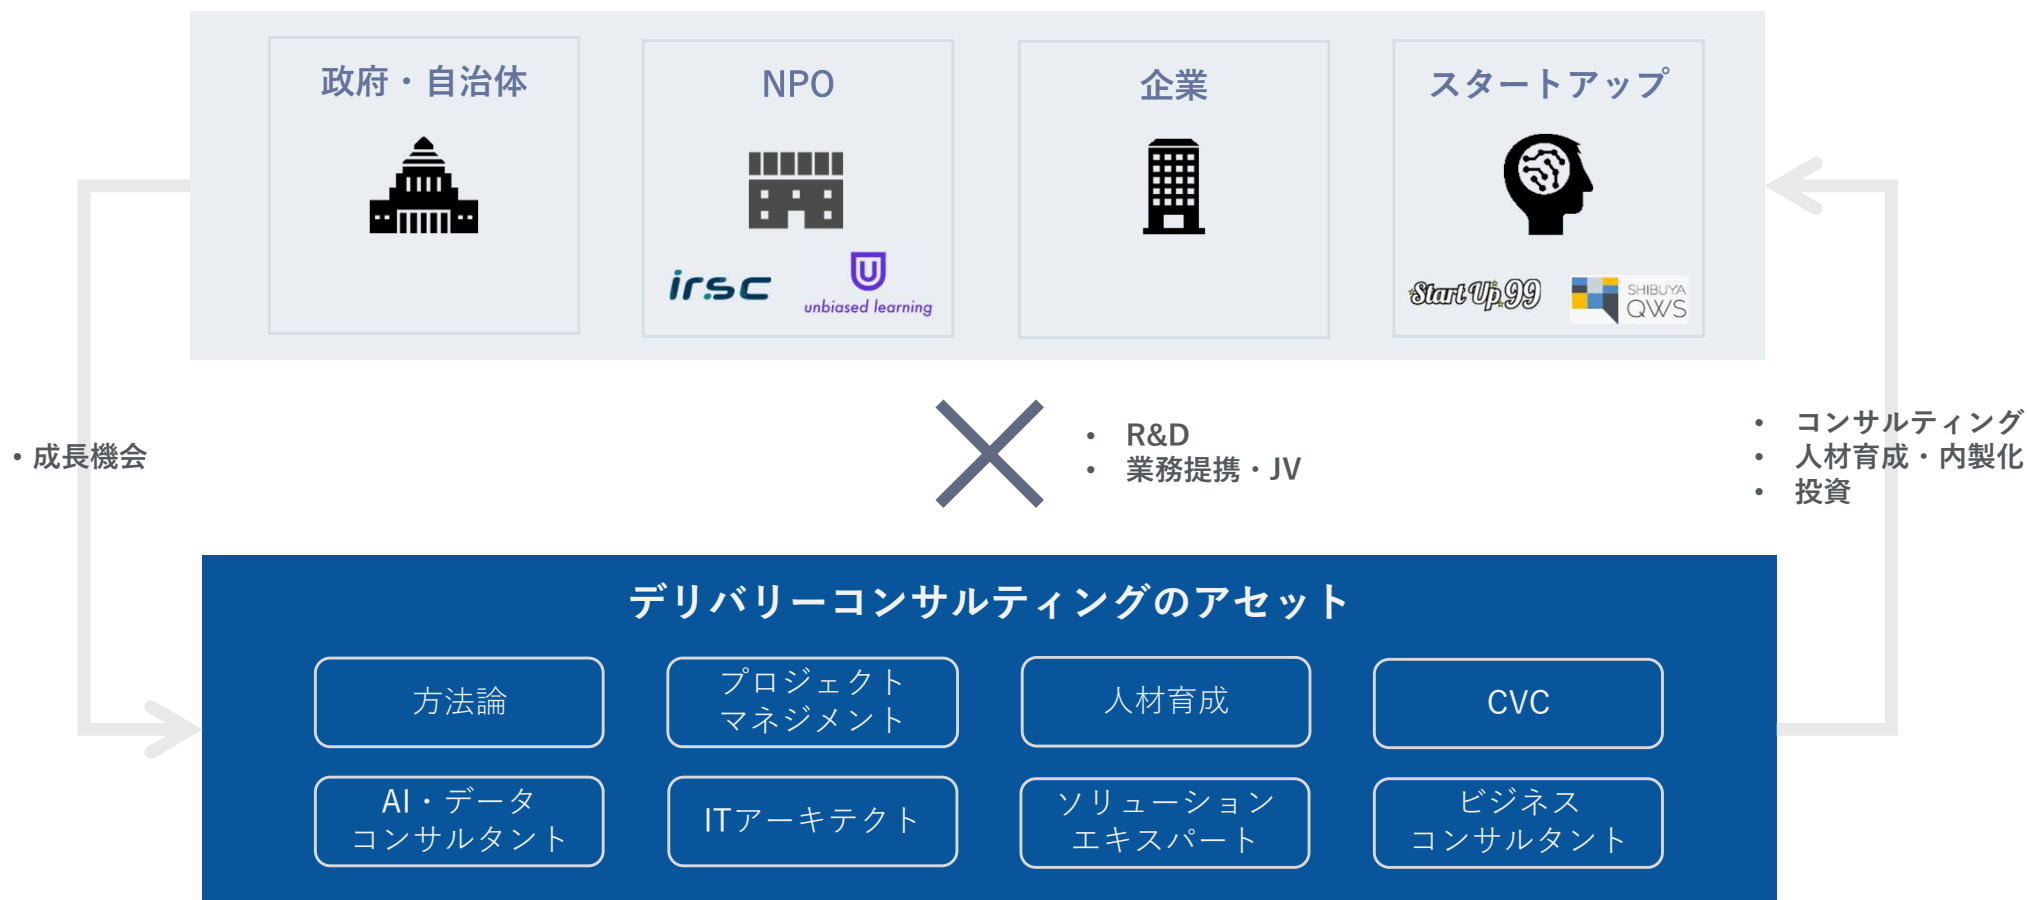 政府・自治体
NPO
企業
スタートアップ
irsc
unbiased learning
Start Up 99
SHIBUYA
QWS
・成長機会
• R&D
• 業務提携・JV
• コンサルティング
• 人材育成・内製化
• 投資
デリバリーコンサルティングのアセット
方法論
プロジェクト
マネジメント
人材育成
CVC
AI・データ
コンサルタント
ITアーキテクト
ソリューション
エキスパート
ビジネス
コンサルタント